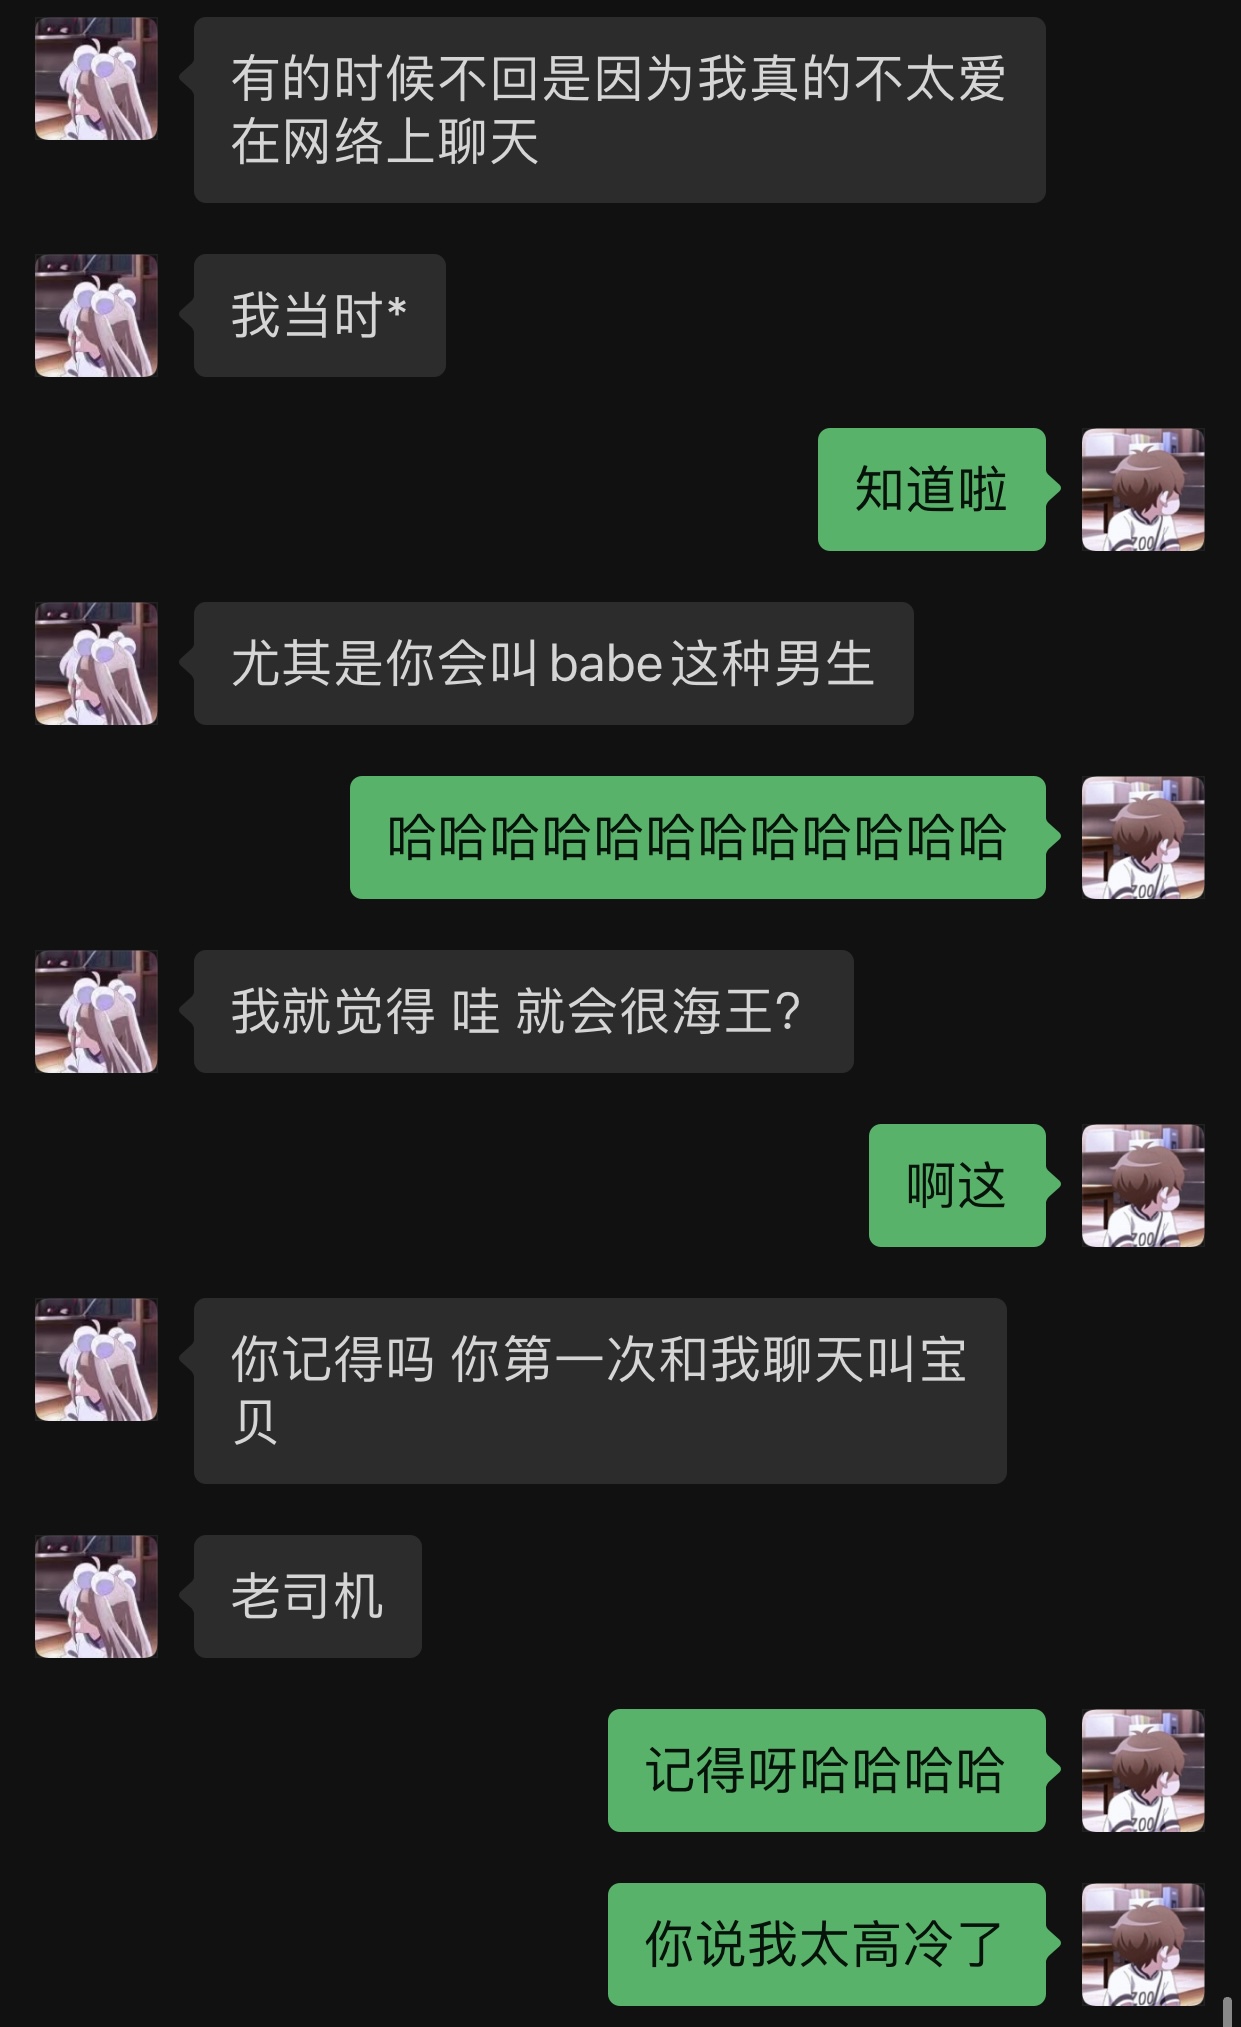 有的时候不回是因为我真的不太爱
在网络上聊天
我当时*
知道啦
尤其是你会叫babe这种男生
哈哈哈哈哈哈哈哈哈哈哈哈
我就觉得 哇 就会很海王?
啊这
你记得吗 你第一次和我聊天叫宝
贝
老司机
记得呀哈哈哈哈
你说我太高冷了
ZOO
ZOO
ZOO
ZOO
ZOO